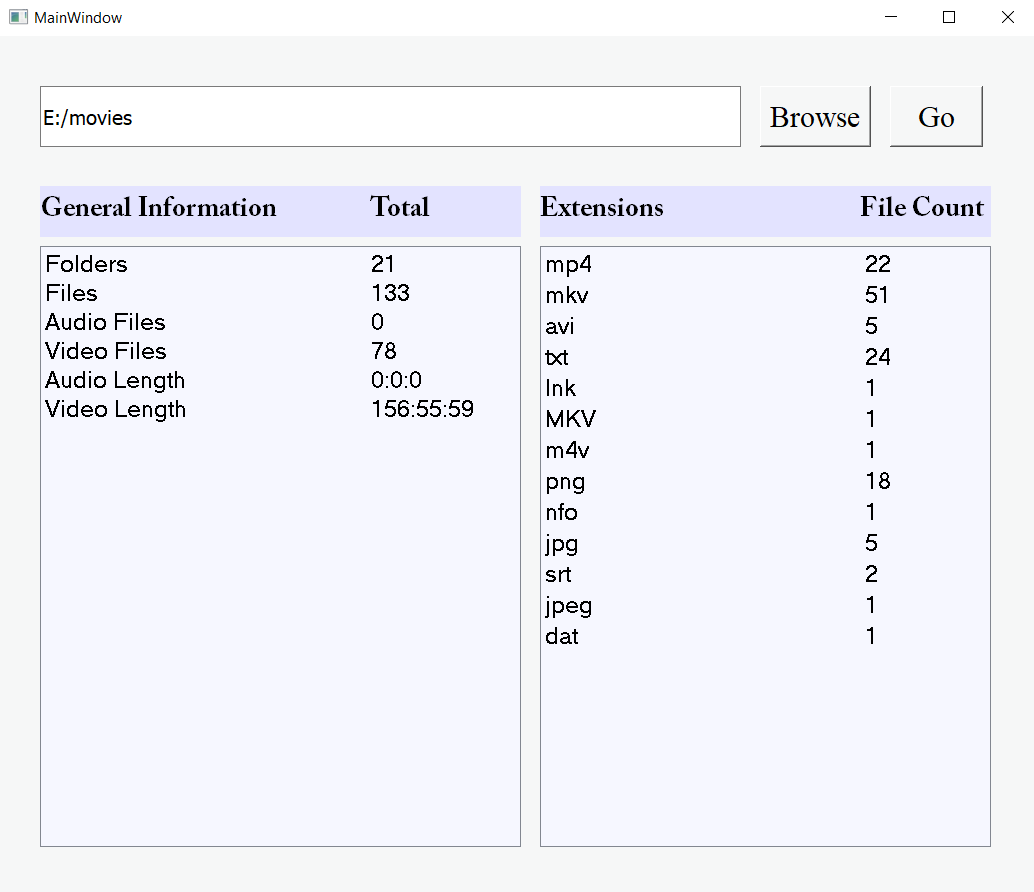 MainWindow
E:/movies
Browse
Go
General Information Total
Folders 21
Files 133
Audio Files 0
Video Files 78
Audio Length 0:0:0
Video Length 156:55:59
Extensions File Count
mp4 22
mkv 51
avi 5
txt 24
lnk 1
MKV 1
m4v 1
png 18
nfo 1
jpg 5
srt 2
jpeg 1
dat 1